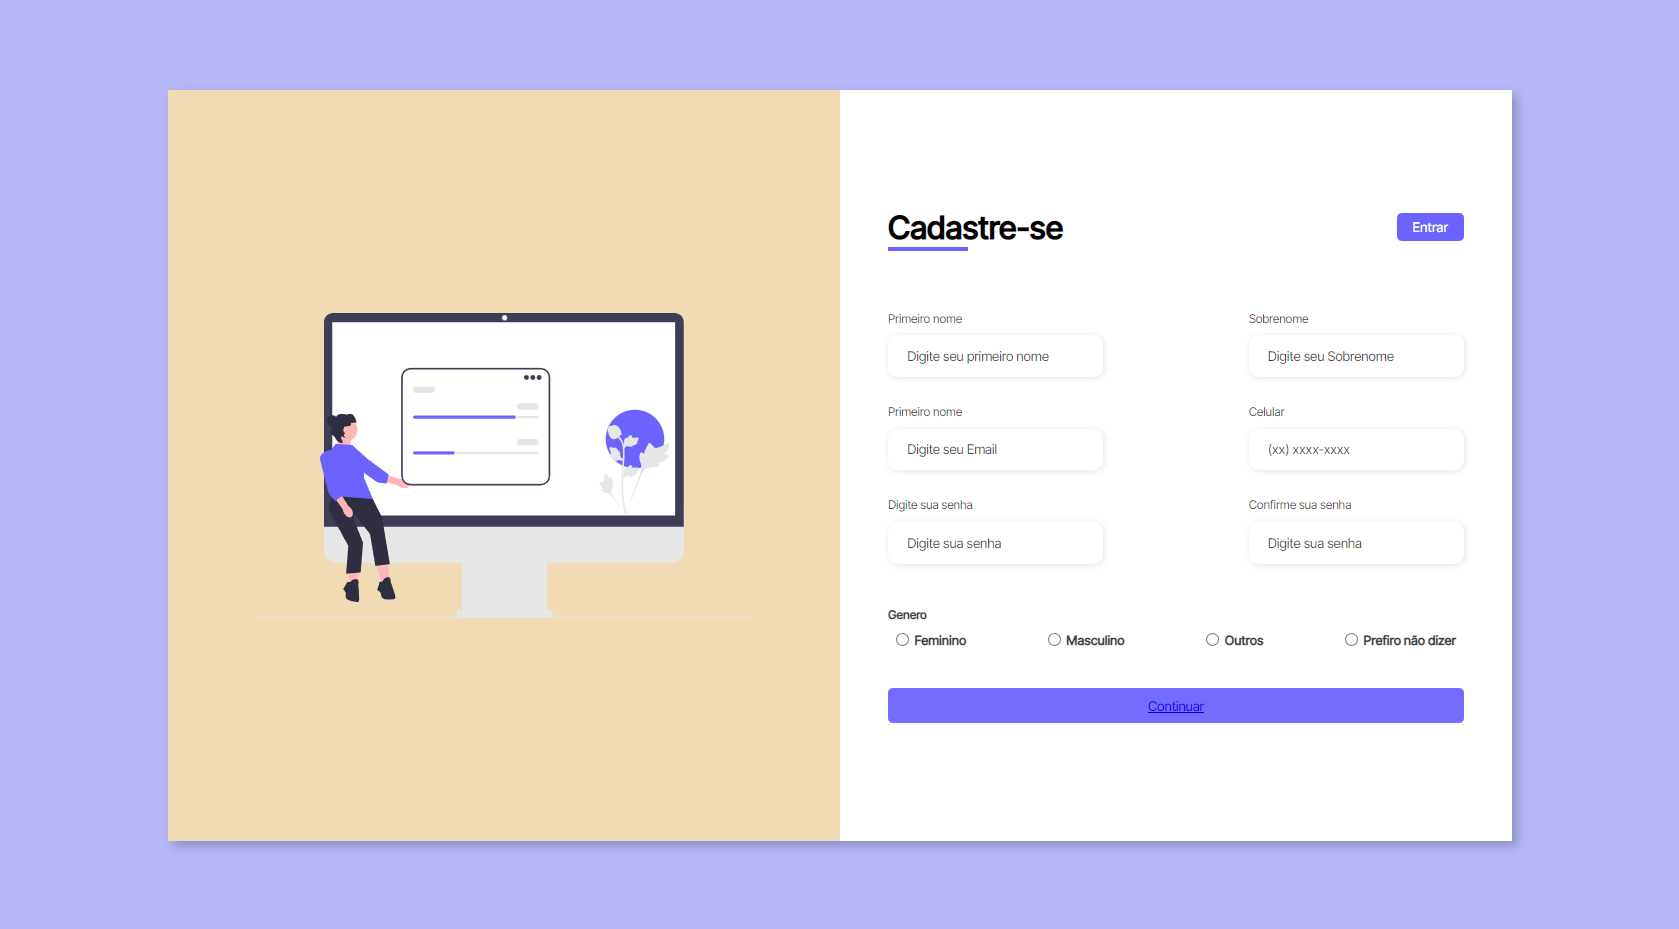 Cadastre-se
Entrar
Primeiro nome
Sobrenome
Digite seu primeiro nome
Digite seu Sobrenome
Primeiro nome
Celular
Digite seu Email
(xx) xxxx-xxxx
Digite sua senha
Confirme sua senha
Digite sua senha
Digite sua senha
Genero
Feminino
Masculino
Outros
Prefiro não dizer
Continuar